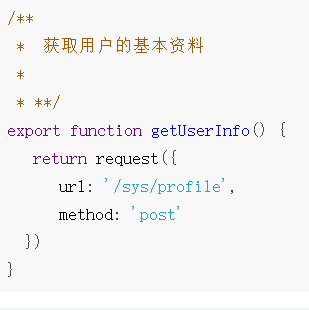 /**
 *  获取用户的基本资料
 *
 * **/
export function getUserInfo() {
  return request({
    url: '/sys/profile',
    method: 'post'
  })
}